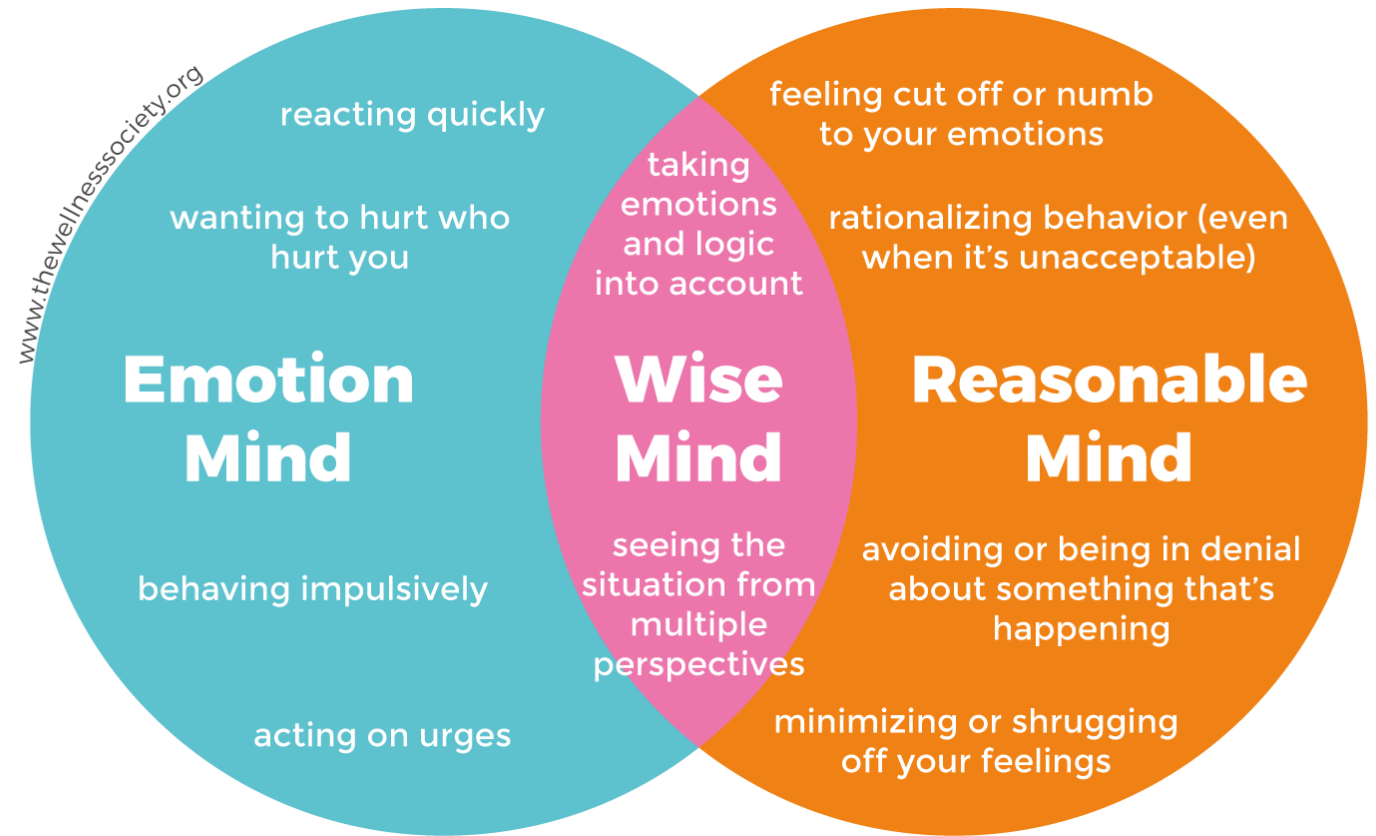 www.thewellnesssociety.org
reacting quickly
wanting to hurt who
hurt you
Emotion
Mind
behaving impulsively
acting on urges
taking
emotions
and logic
into account
Wise
Mind
seeing the
situation from
multiple
perspectives
feeling cut off or numb
to your emotions
rationalizing behavior (even
when it's unacceptable)
Reasonable
Mind
avoiding or being in denial
about something that's
happening
minimizing or shrugging
off your feelings